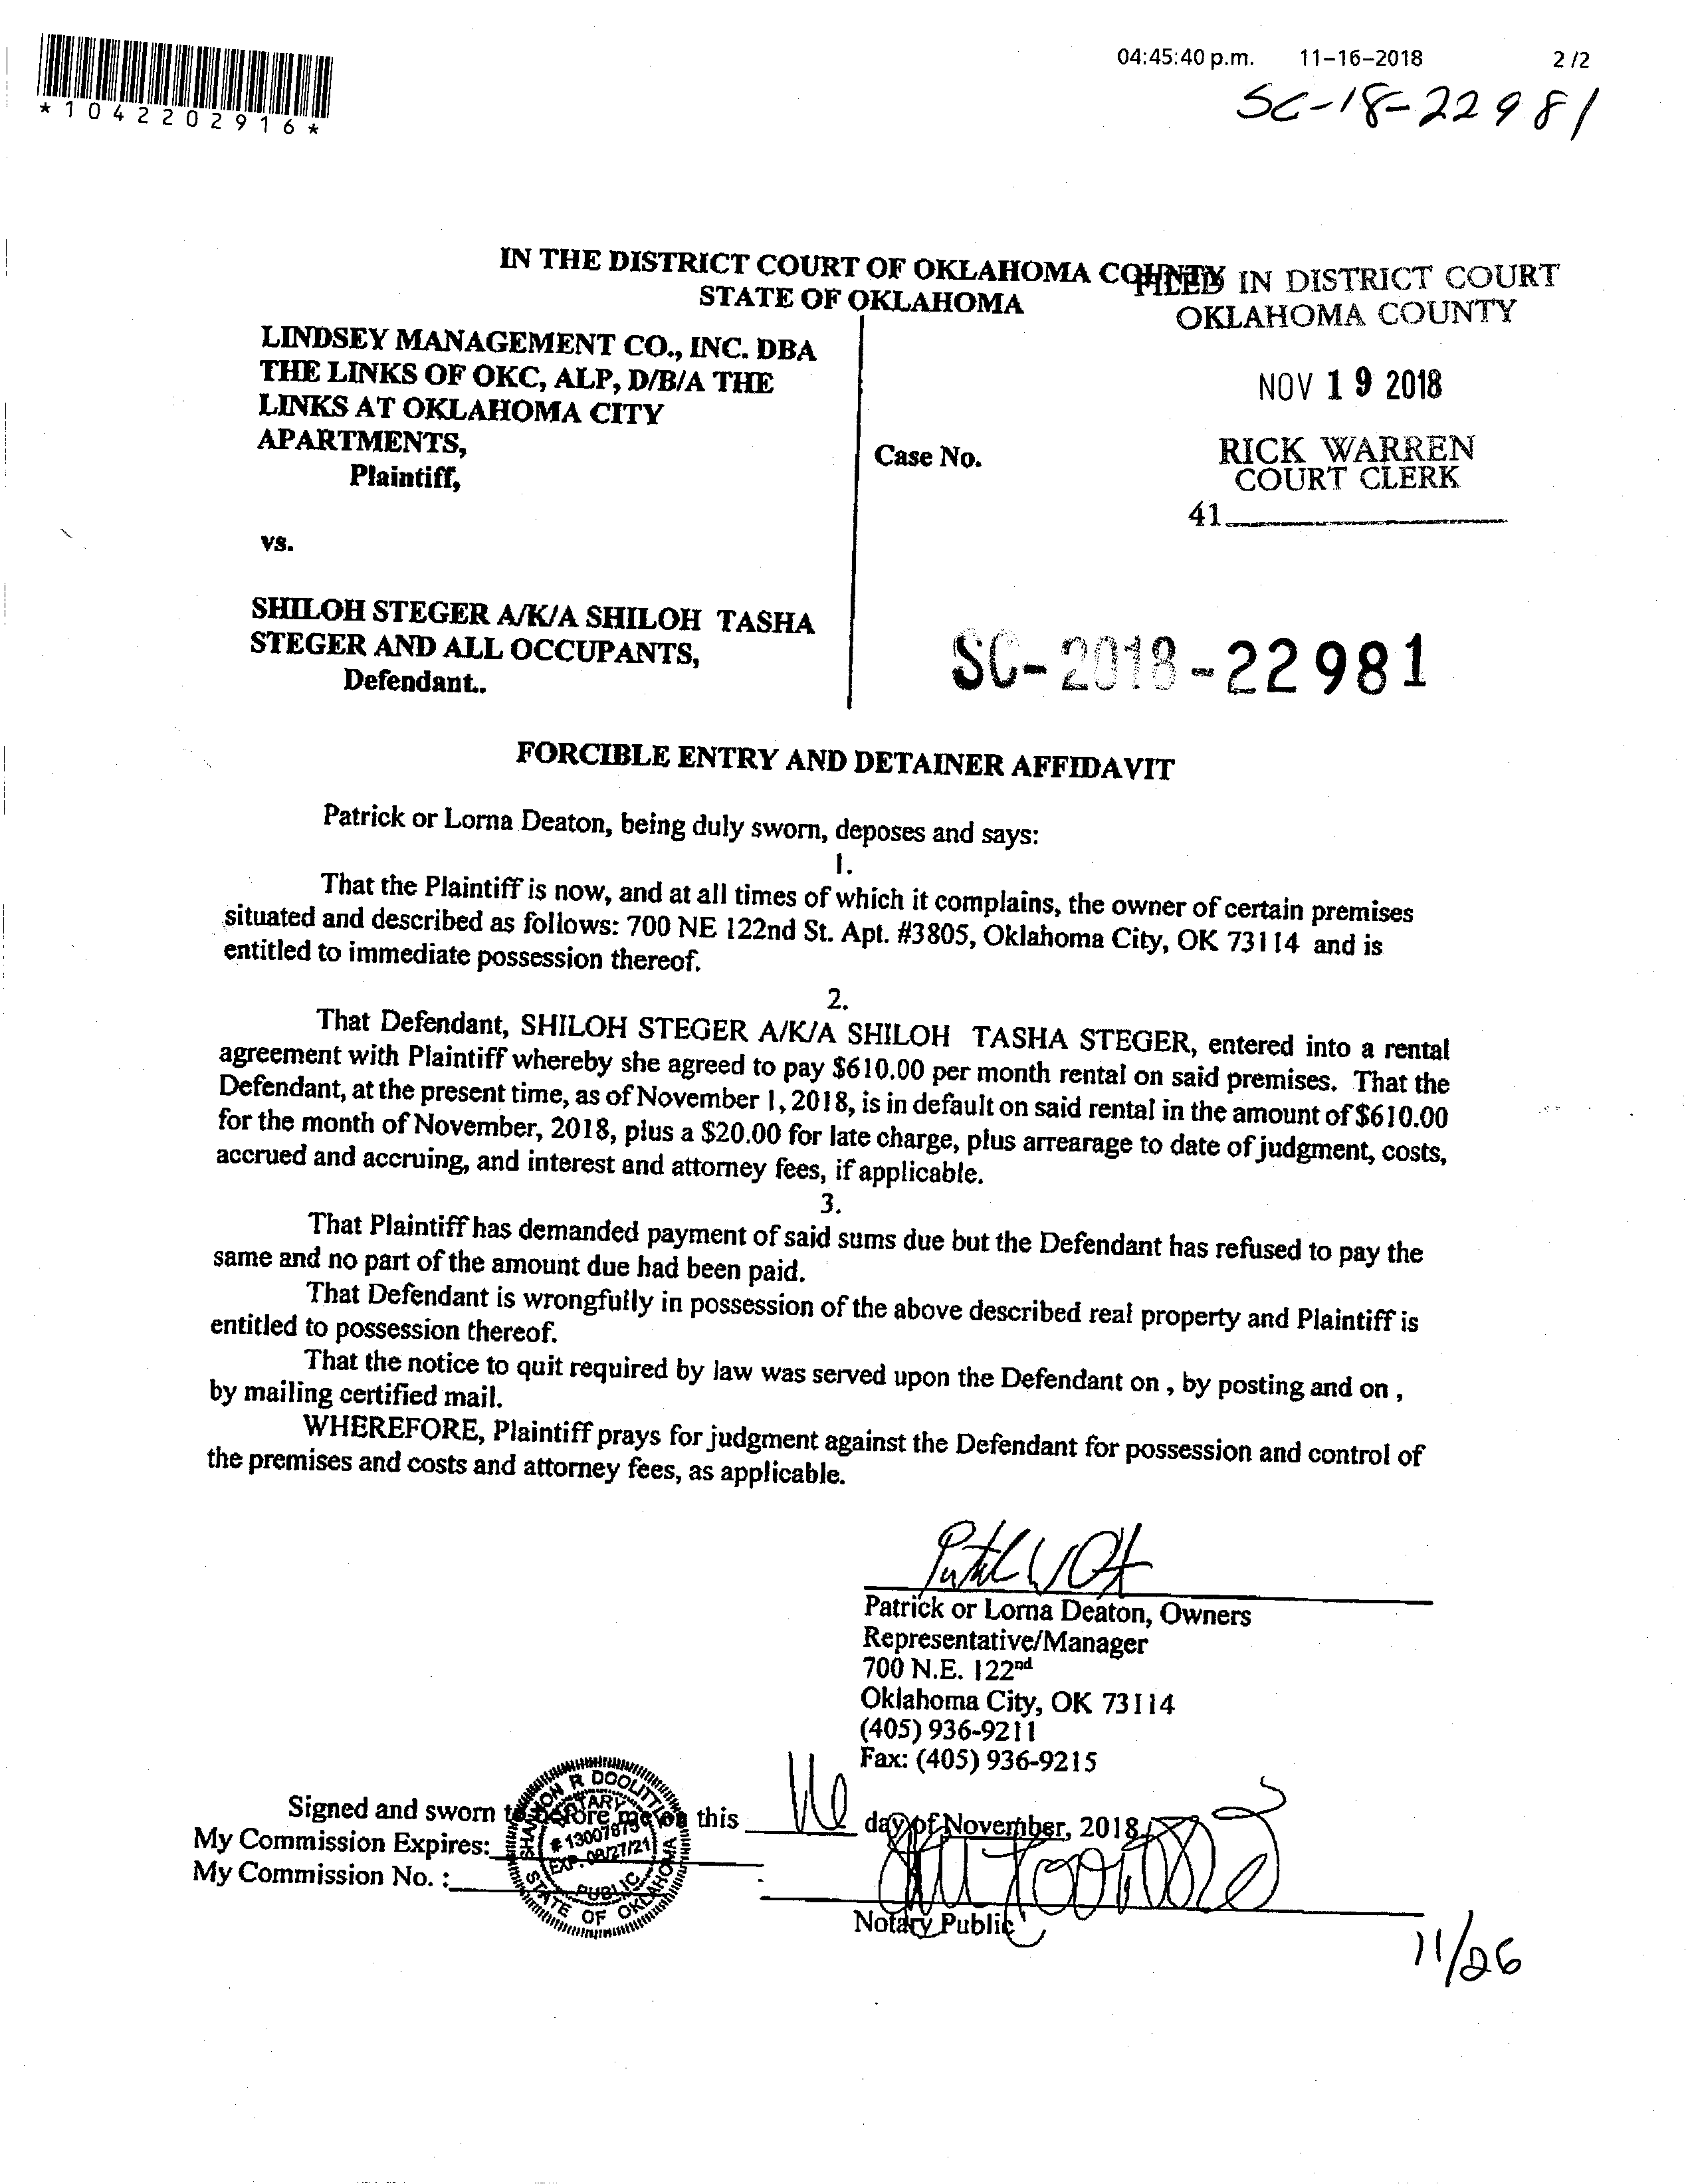 04:45:40 p.m. 11-16-2018 2 /2
*1042202916*
SC-18-22981
IN THE DISTRICT COURT OF OKLAHOMA COUNTY
STATE OF OKLAHOMA
FILED IN DISTRICT COURT
OKLAHOMA COUNTY
NOV 19 2018
RICK WARREN
COURT CLERK
41
LINDSEY MANAGEMENT CO., INC. DBA
THE LINKS OF OKC, ALP, D/B/A THE
LINKS AT OKLAHOMA CITY
APARTMENTS,
Plaintiff,
Case No.
vs.
SHILOH STEGER A/K/A SHILOH TASHA
STEGER AND ALL OCCUPANTS,
Defendant..
SC-2018-22981
FORCIBLE ENTRY AND DETAINER AFFIDAVIT
Patrick or Lorna Deaton, being duly sworn, deposes and says:
1.
That the Plaintiff is now, and at all times of which it complains, the owner of certain premises
situated and described as follows: 700 NE 122nd St. Apt. #3805, Oklahoma City, OK 73114 and is
entitled to immediate possession thereof.
2.
That Defendant, SHILOH STEGER A/K/A SHILOH TASHA STEGER, entered into a rental
agreement with Plaintiff whereby she agreed to pay $610.00 per month rental on said premises. That the
Defendant, at the present time, as of November 1, 2018, is in default on said rental in the amount of $610.00
for the month of November, 2018, plus a $20.00 for late charge, plus arrearage to date of judgment, costs,
accrued and accruing, and interest and attorney fees, if applicable.
3.
That Plaintiff has demanded payment of said sums due but the Defendant has refused to pay the
same and no part of the amount due had been paid.
That Defendant is wrongfully in possession of the above described real property and Plaintiff is
entitled to possession thereof.
That the notice to quit required by law was served upon the Defendant on , by posting and on ,
by mailing certified mail.
WHEREFORE, Plaintiff prays for judgment against the Defendant for possession and control of
the premises and costs and attorney fees, as applicable.
Patrick or Lorna Deaton, Owners
Representative/Manager
700 N.E. 122nd
Oklahoma City, OK 73114
(405) 936-9211
Fax: (405) 936-9215
Signed and sworn to before me on this 16 day of November, 2018.
My Commission Expires:
My Commission No. :
SHANNON R DOOLITTLE
NOTARY
EXP. 08/27/21
PUBLIC
STATE OF OKLAHOMA
Notary Public
11/26